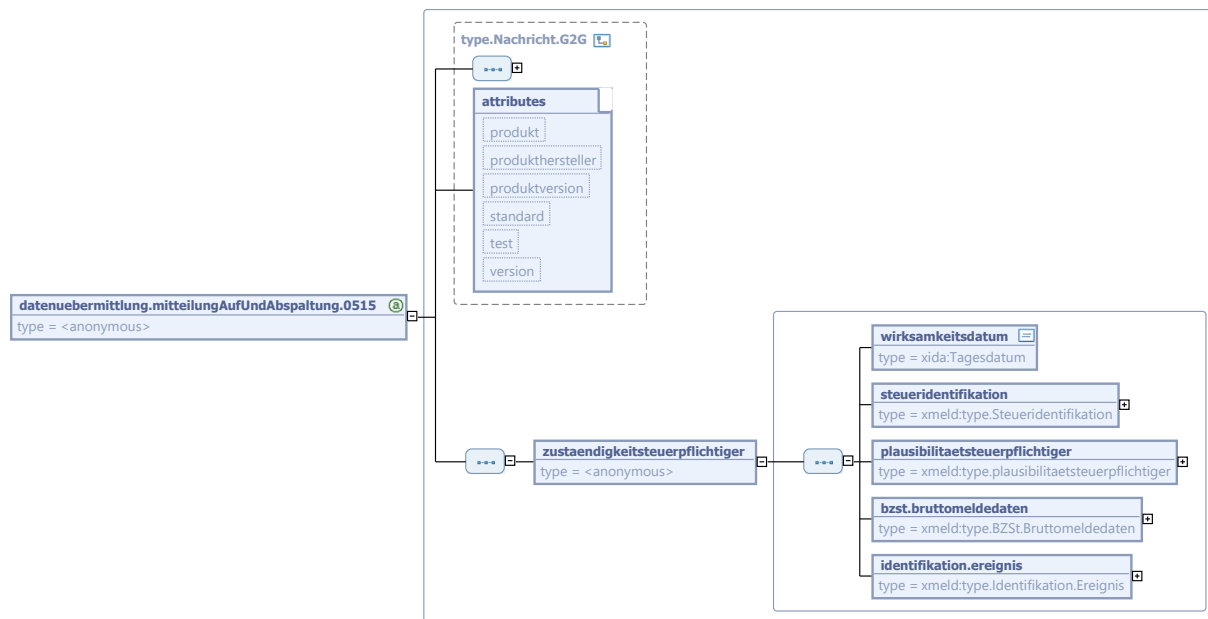 type.Nachricht.G2G
attributes
produkt
produkthersteller
produktversion
standard
test
version
datenuebermittlung.mitteilungAufUndAbspaltung.0515
type = <anonymous>
wirksamkeitsdatum
type = xida:Tagesdatum
steueridentifikation
type = xmeld:type.Steueridentifikation
zustaendigkeitsteuerpflichtiger
type = <anonymous>
plausibilitaetsteuerpflichtiger
type = xmeld:type.plausibilitaetsteuerpflichtiger
bzst.bruttomeldedaten
type = xmeld:type.BZSt.Bruttomeldedaten
identifikation.ereignis
type = xmeld:type.Identifikation.Ereignis